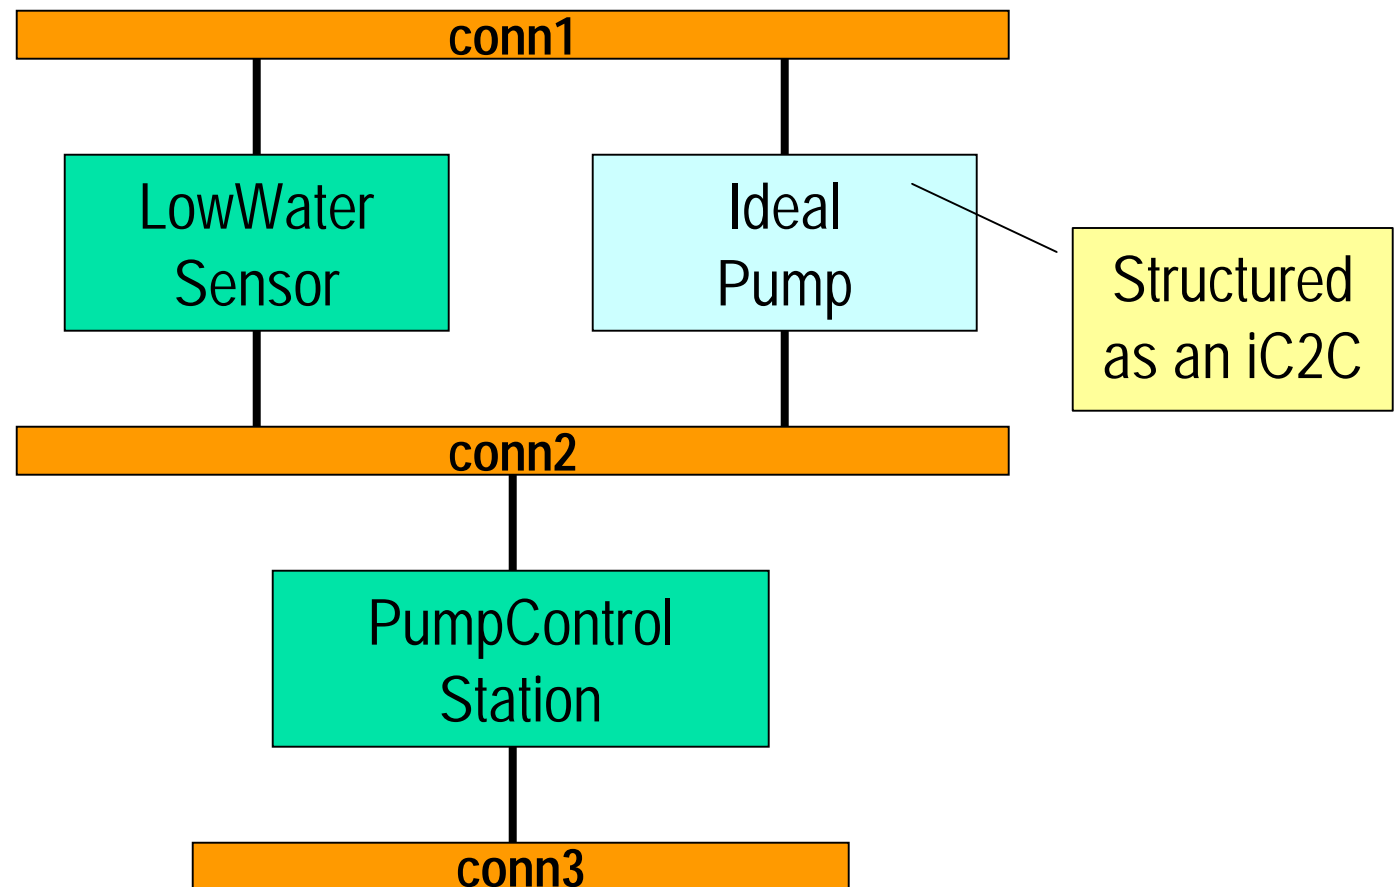 conn1
LowWater
Sensor
Ideal
Pump
Structured
as an iC2C
conn2
PumpControl
Station
conn3